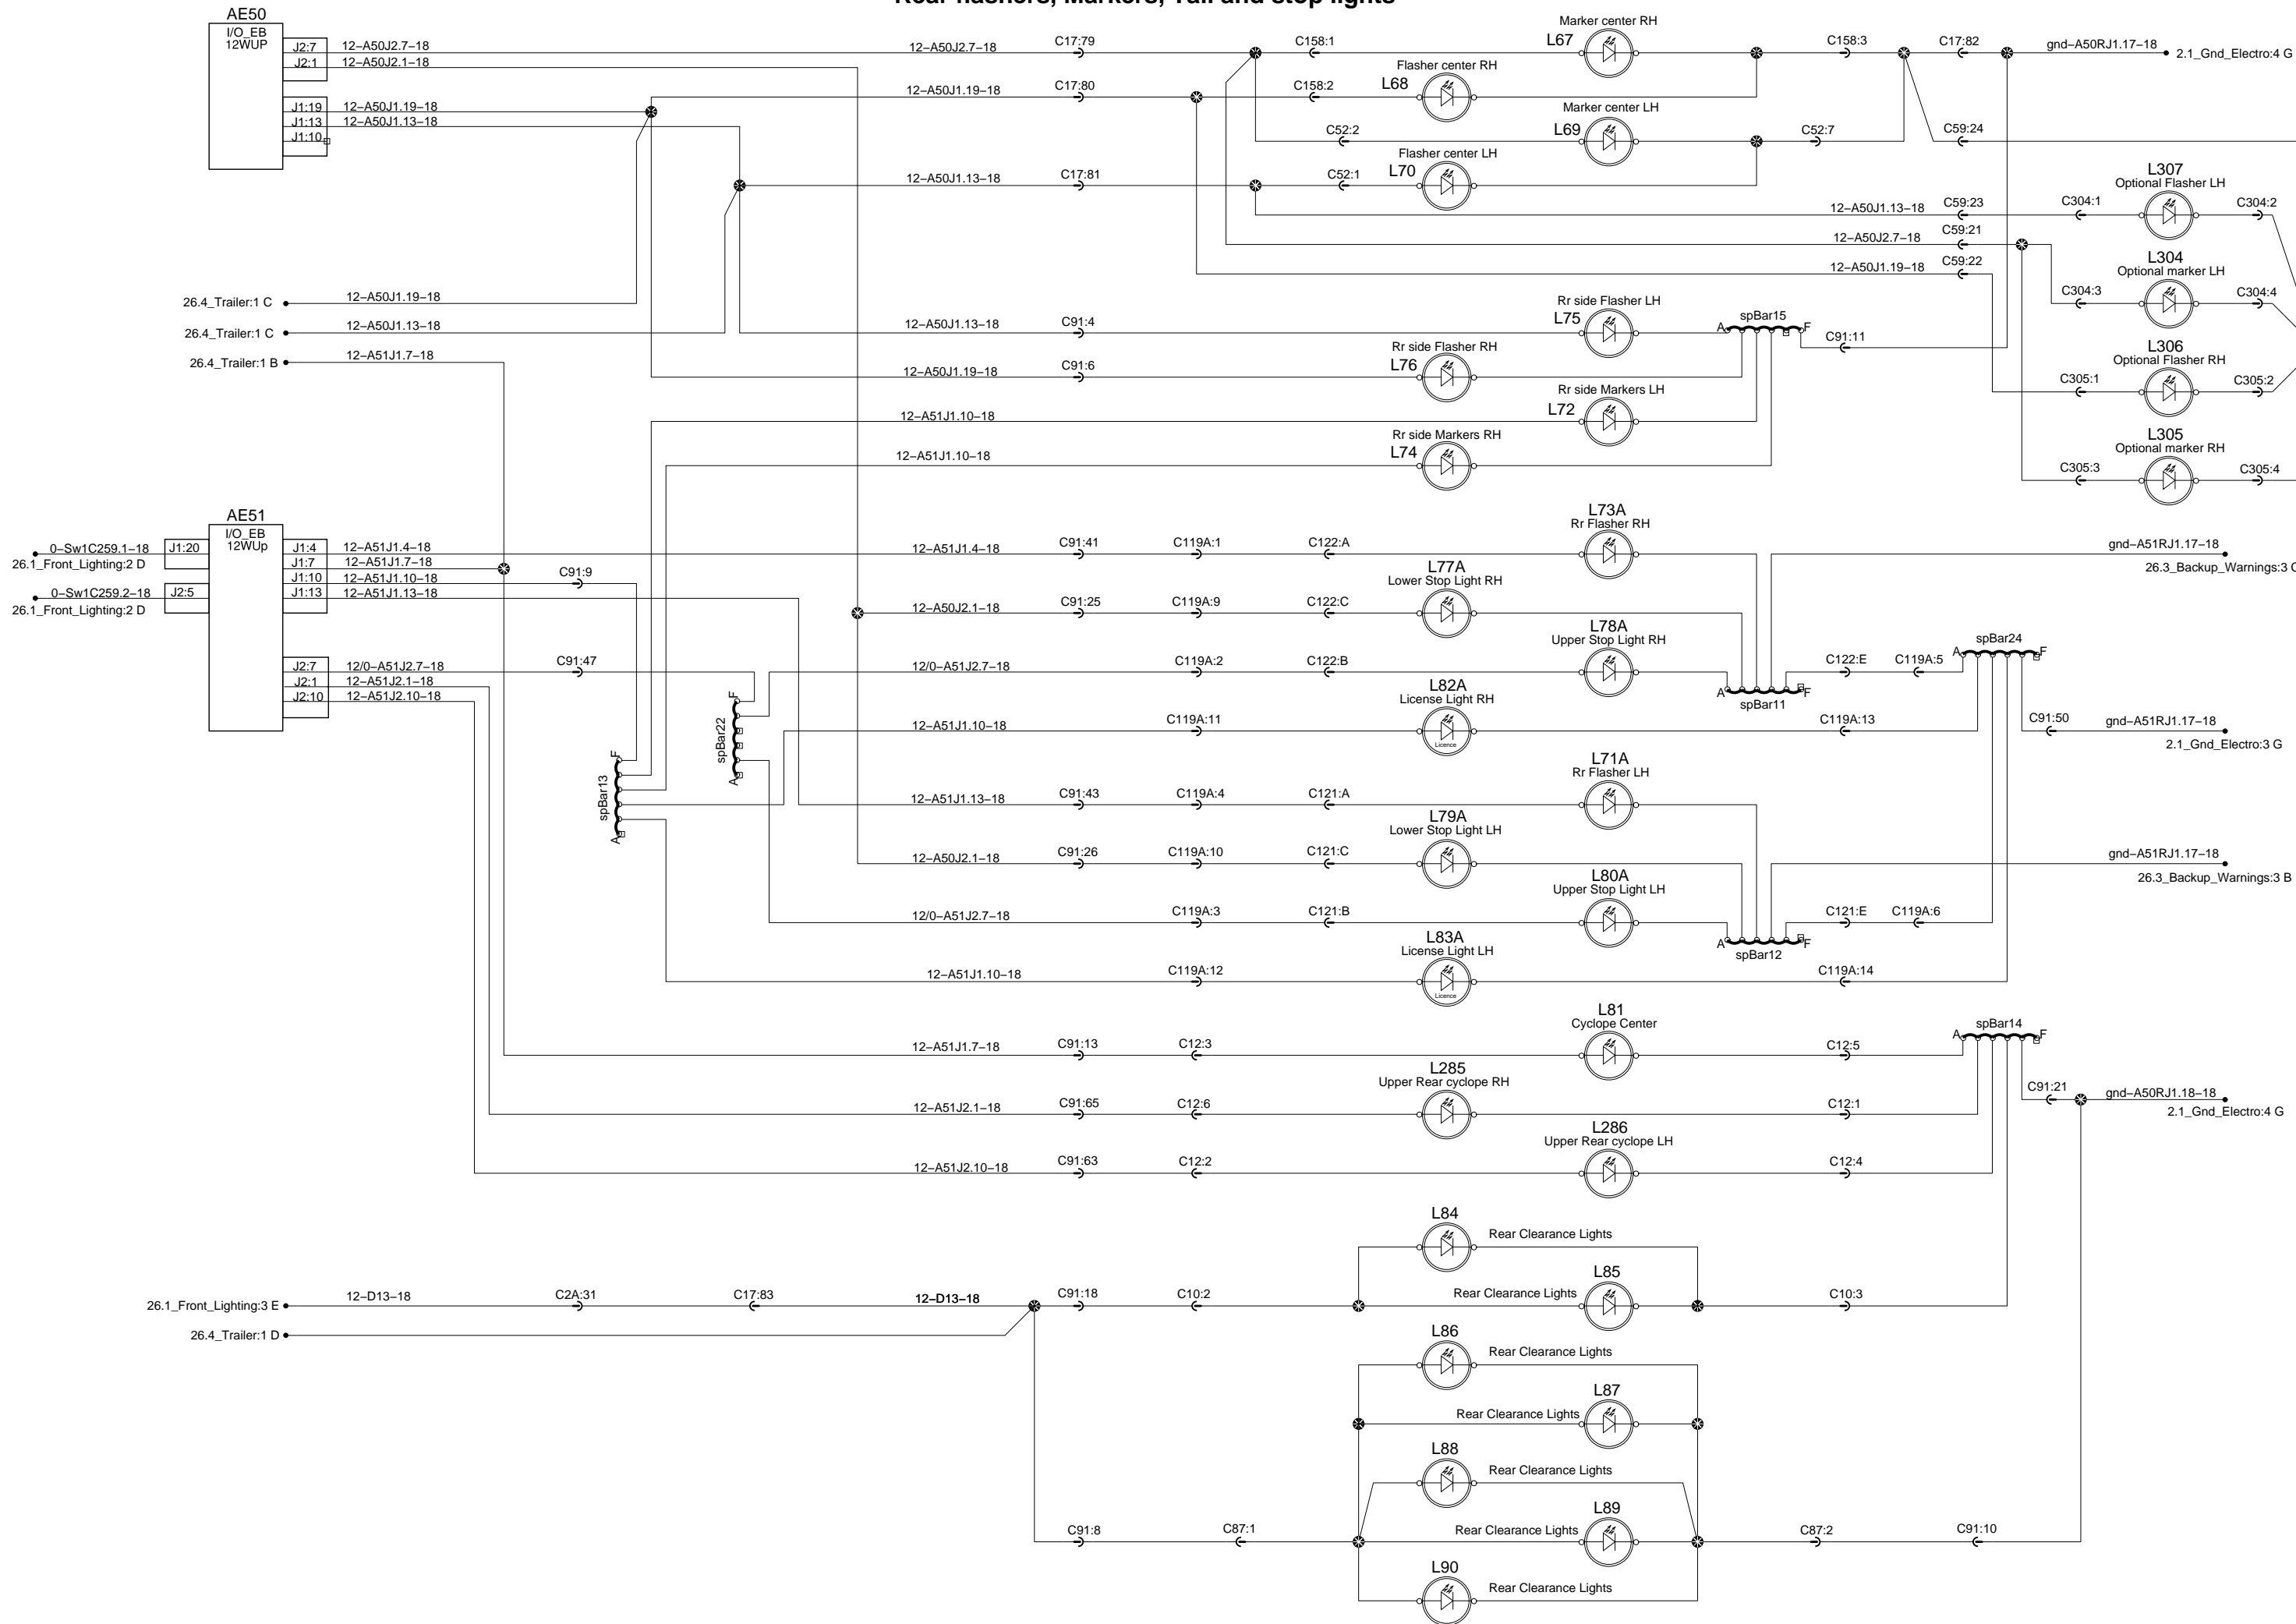 Rear flashers, Markers, Tail and stop lights
AE50
I/O_EB
12WUP
J2:7
J2:1
J1:19
J1:13
J1:10
12–A50J2.7–18
12–A50J2.1–18
12–A50J1.19–18
12–A50J1.13–18
12–A50J2.7–18
C17:79
C158:1
Marker center RH
L67
C158:3
C17:82
gnd–A50RJ1.17–18
2.1_Gnd_Electro:4 G
12–A50J1.19–18
C17:80
C158:2
Flasher center RH
L68
Marker center LH
L69
C52:2
C52:7
C59:24
12–A50J1.13–18
C17:81
C52:1
Flasher center LH
L70
12–A50J1.13–18
C59:23
C304:1
L307
Optional Flasher LH
C304:2
12–A50J2.7–18
C59:21
12–A50J1.19–18
C59:22
L304
Optional marker LH
C304:3
C304:4
L306
Optional Flasher RH
C305:1
C305:2
L305
Optional marker RH
C305:3
C305:4
26.4_Trailer:1 C
12–A50J1.19–18
26.4_Trailer:1 C
12–A50J1.13–18
26.4_Trailer:1 B
12–A51J1.7–18
12–A50J1.13–18
C91:4
Rr side Flasher LH
L75
A
spBar15
F
C91:11
12–A50J1.19–18
C91:6
Rr side Flasher RH
L76
12–A51J1.10–18
Rr side Markers LH
L72
12–A51J1.10–18
Rr side Markers RH
L74
AE51
I/O_EB
12WUp
0–Sw1C259.1–18
J1:20
26.1_Front_Lighting:2 D
0–Sw1C259.2–18
J2:5
26.1_Front_Lighting:2 D
J1:4
J1:7
J1:10
J1:13
J2:7
J2:1
J2:10
12–A51J1.4–18
12–A51J1.7–18
12–A51J1.10–18
12–A51J1.13–18
12/0–A51J2.7–18
12–A51J2.1–18
12–A51J2.10–18
C91:9
C91:47
spBar13
F
A
spBar22
F
A
12–A51J1.4–18
C91:41
C119A:1
C122:A
L73A
Rr Flasher RH
gnd–A51RJ1.17–18
26.3_Backup_Warnings:3 C
12–A50J2.1–18
C91:25
C119A:9
C122:C
L77A
Lower Stop Light RH
12/0–A51J2.7–18
C119A:2
C122:B
L78A
Upper Stop Light RH
A
spBar11
F
C122:E
C119A:5
A
spBar24
F
12–A51J1.10–18
C119A:11
L82A
License Light RH
Licence
C119A:13
C91:50
gnd–A51RJ1.17–18
2.1_Gnd_Electro:3 G
12–A51J1.13–18
C91:43
C119A:4
C121:A
L71A
Rr Flasher LH
12–A50J2.1–18
C91:26
C119A:10
C121:C
L79A
Lower Stop Light LH
gnd–A51RJ1.17–18
26.3_Backup_Warnings:3 B
12/0–A51J2.7–18
C119A:3
C121:B
L80A
Upper Stop Light LH
A
spBar12
F
C121:E
C119A:6
12–A51J1.10–18
C119A:12
L83A
License Light LH
Licence
C119A:14
12–A51J1.7–18
C91:13
C12:3
L81
Cyclope Center
C12:5
A
spBar14
F
12–A51J2.1–18
C91:65
C12:6
L285
Upper Rear cyclope RH
C12:1
C91:21
gnd–A50RJ1.18–18
2.1_Gnd_Electro:4 G
12–A51J2.10–18
C91:63
C12:2
L286
Upper Rear cyclope LH
C12:4
L84
Rear Clearance Lights
26.1_Front_Lighting:3 E
12–D13–18
C2A:31
C17:83
12–D13–18
C91:18
C10:2
Rear Clearance Lights
L85
C10:3
26.4_Trailer:1 D
L86
Rear Clearance Lights
L87
Rear Clearance Lights
L88
Rear Clearance Lights
C91:8
C87:1
L89
Rear Clearance Lights
C87:2
C91:10
L90
Rear Clearance Lights